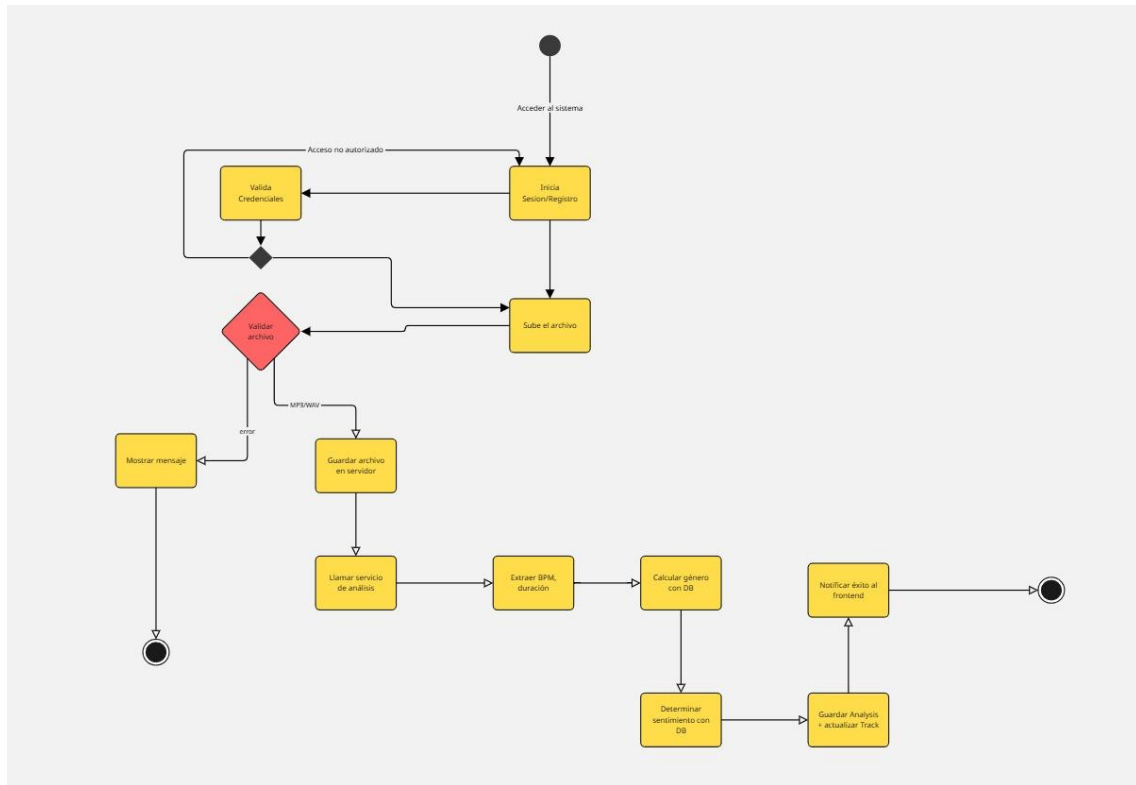 Acceder al sistema
Acceso no autorizado
Valida
Credenciales
Inicia
Sesion/Registro
Sube el archivo
Validar
archivo
MP3/WAV
error
Mostrar mensaje
Guardar archivo
en servidor
Llamar servicio
de análisis
Extraer BPM,
duración
Calcular género
con DB
Notificar éxito al
frontend
Determinar
sentimiento con
DB
Guardar Analysis
+ actualizar Track